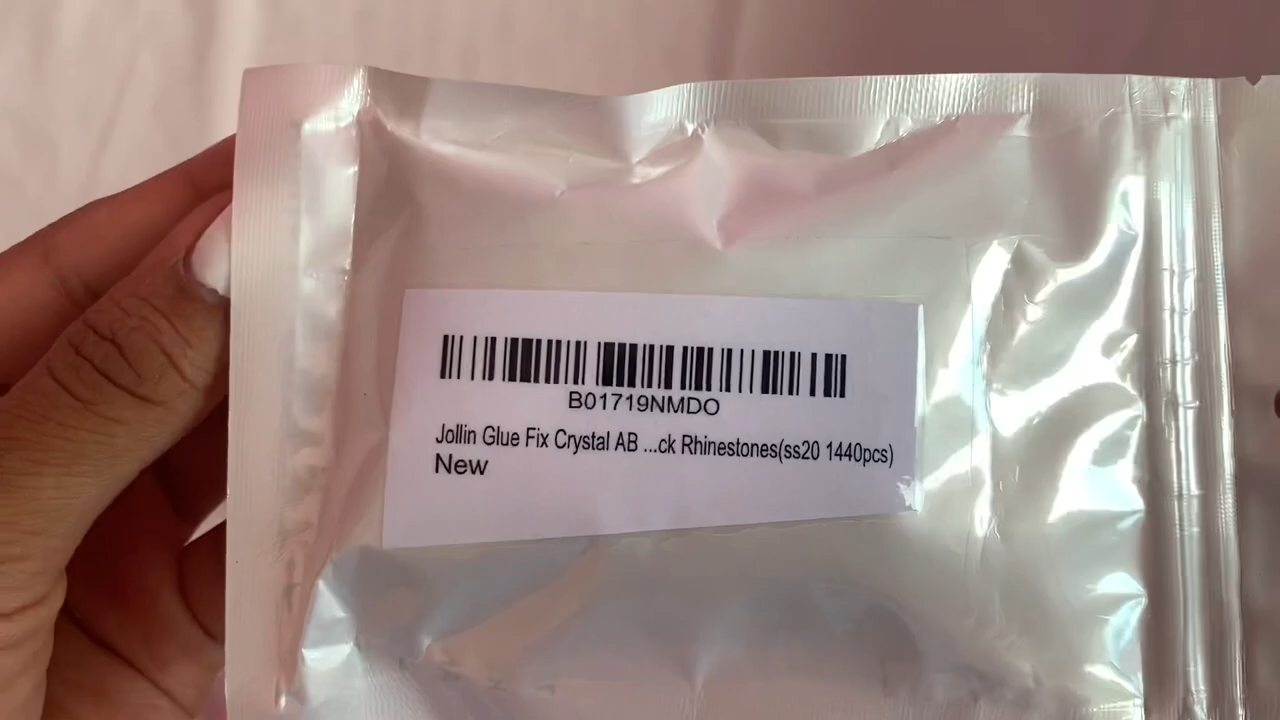 B01719NMDO
Jollin Glue Fix Crystal AB ...ck Rhinestones(ss20 1440pcs)
New